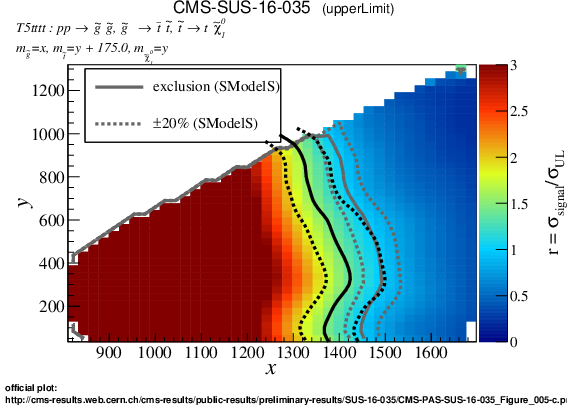 CMS-SUS-16-035 (upperLimit)
T5tttt : pp → g̃ g̃, g̃ → t̄ t̃, t̃ → t χ̃₁⁰
m_g̃=x, m_t̃=y + 175.0, m_χ̃₁⁰=y
exclusion (SModelS)
±20% (SModelS)
y
1200
1000
800
600
400
200
900 1000 1100 1200 1300 1400 1500 1600
x
3
2.5
2
1.5
1
0.5
0
r = σ_signal/σ_UL
official plot:
http://cms-results.web.cern.ch/cms-results/public-results/preliminary-results/SUS-16-035/CMS-PAS-SUS-16-035_Figure_005-c.p